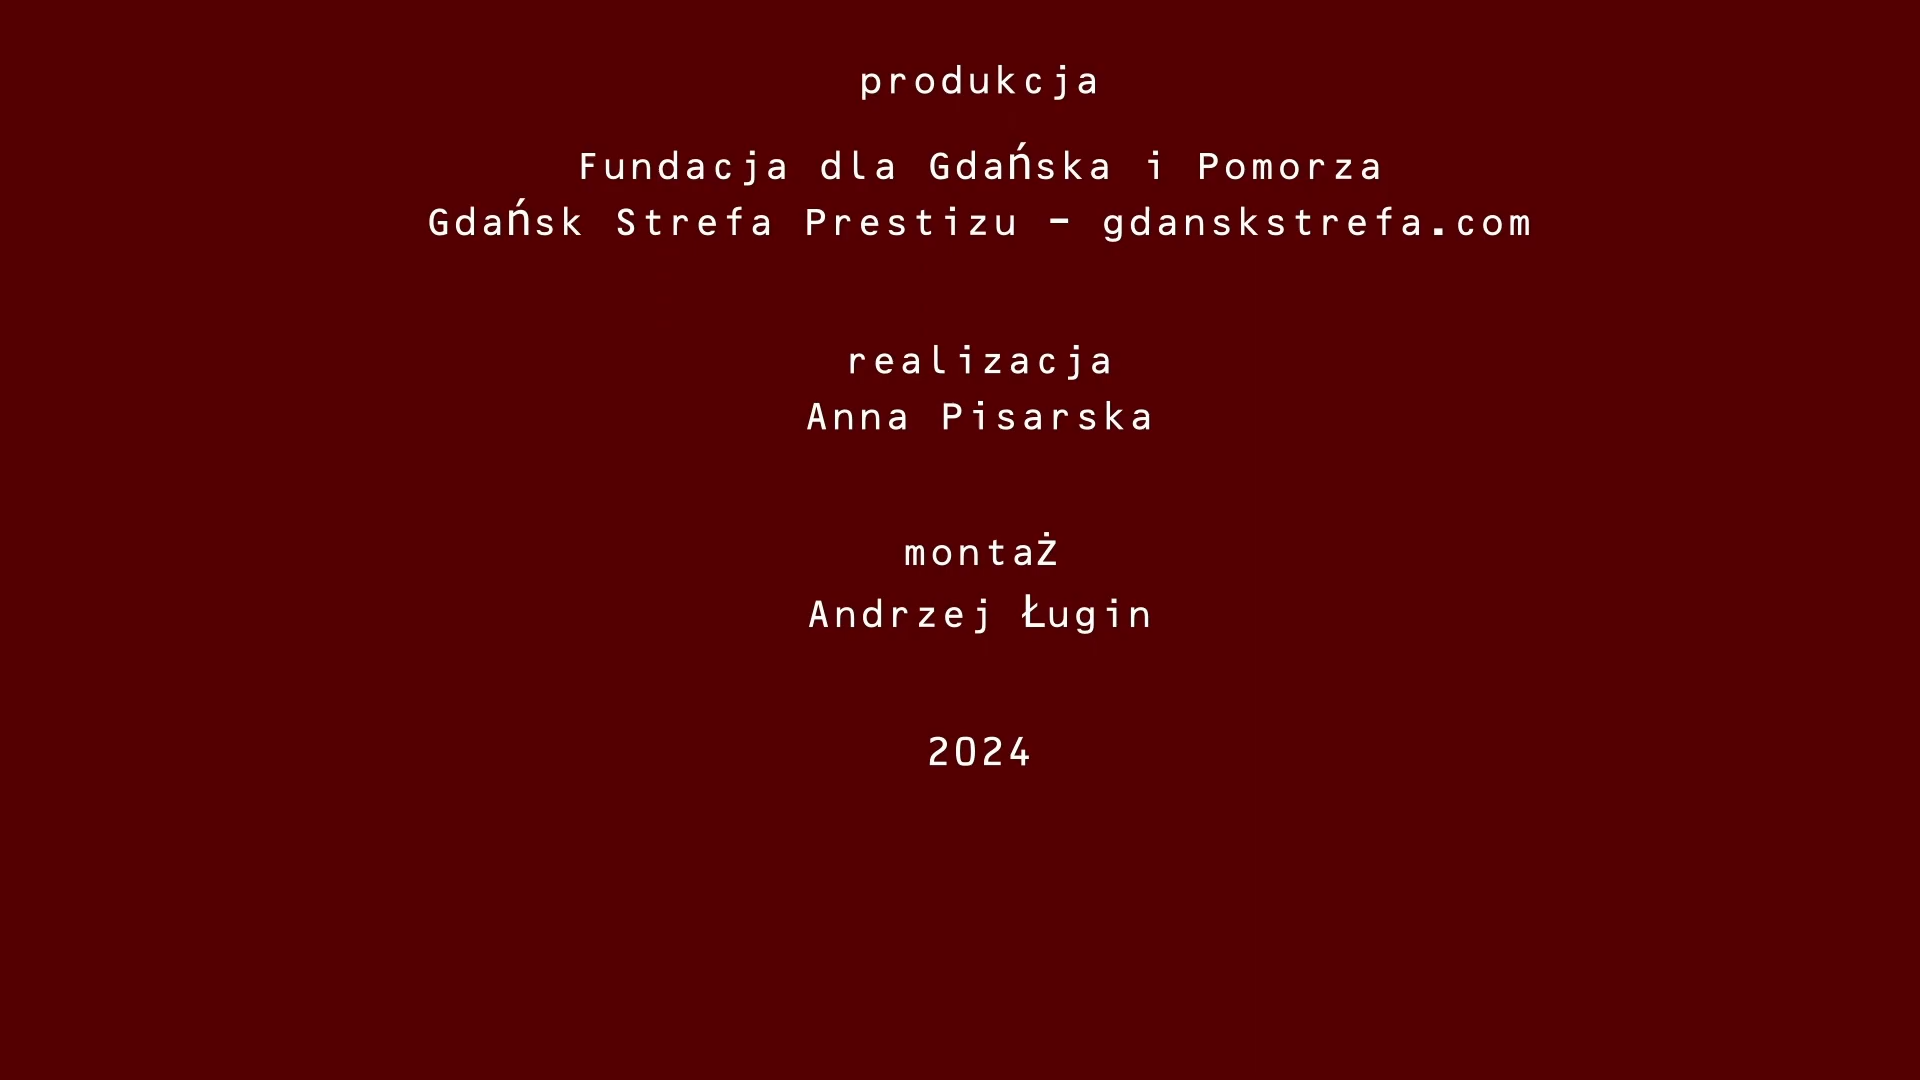 produkcja
Fundacja dla Gdańska i Pomorza
Gdańsk Strefa Prestizu - gdanskstrefa.com
realizacja
Anna Pisarska
montaż
Andrzej Ługin
2024